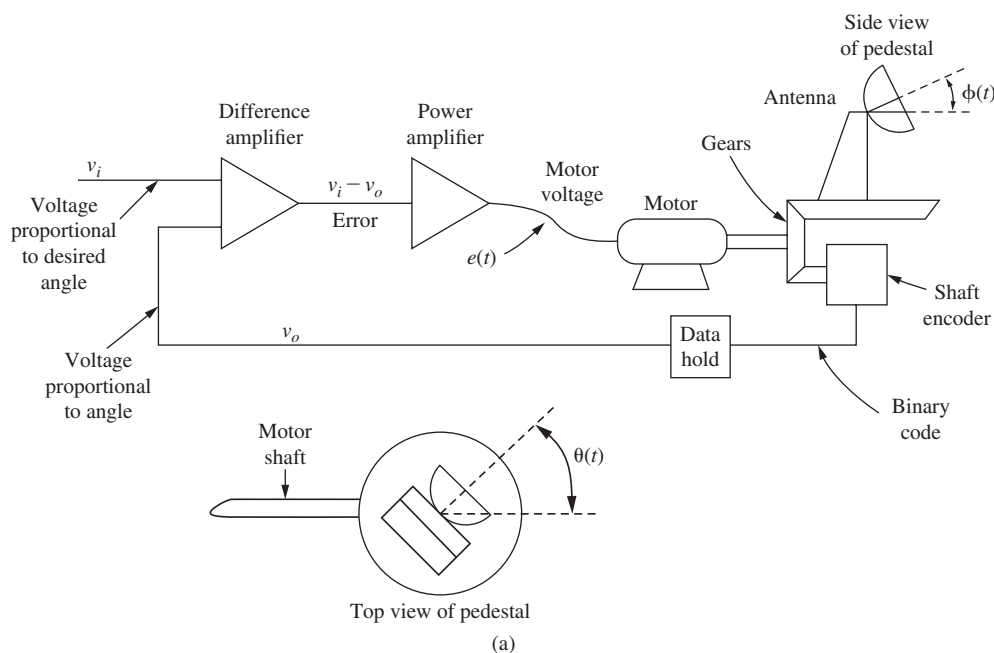 Side view
of pedestal
Antenna
ϕ(t)
Difference
amplifier
Power
amplifier
Gears
Motor
voltage
Motor
v_i
v_i − v_o
Error
Voltage
proportional
to desired
angle
e(t)
Shaft
encoder
Data
hold
v_o
Voltage
proportional
to angle
Binary
code
Motor
shaft
θ(t)
Top view of pedestal
(a)